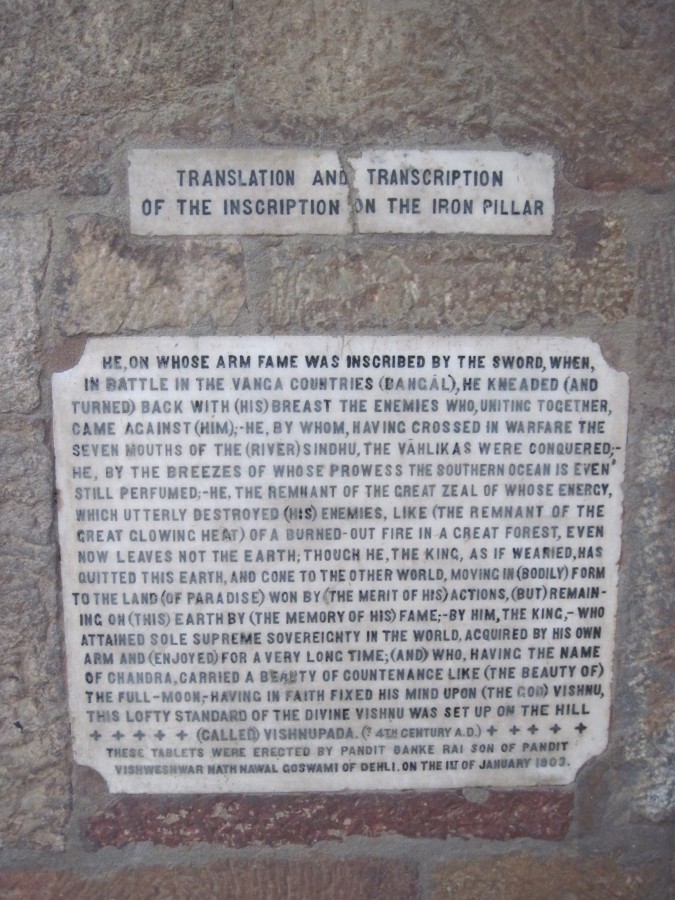 TRANSLATION AND TRANSCRIPTION
OF THE INSCRIPTION ON THE IRON PILLAR
HE, ON WHOSE ARM FAME WAS INSCRIBED BY THE SWORD, WHEN,
IN BATTLE IN THE VANGA COUNTRIES (BANGĀL), HE KNEADED (AND
TURNED) BACK WITH (HIS) BREAST THE ENEMIES WHO, UNITING TOGETHER,
CAME AGAINST (HIM);-HE, BY WHOM, HAVING CROSSED IN WARFARE THE
SEVEN MOUTHS OF THE (RIVER) SINDHU, THE VĀHLIKAS WERE CONQUERED;-
HE, BY THE BREEZES OF WHOSE PROWESS THE SOUTHERN OCEAN IS EVEN
STILL PERFUMED;-HE, THE REMNANT OF THE GREAT ZEAL OF WHOSE ENERGY,
WHICH UTTERLY DESTROYED (HIS) ENEMIES, LIKE (THE REMNANT OF THE
GREAT GLOWING HEAT) OF A BURNED-OUT FIRE IN A GREAT FOREST, EVEN
NOW LEAVES NOT THE EARTH; THOUGH HE, THE KING, AS IF WEARIED, HAS
QUITTED THIS EARTH, AND GONE TO THE OTHER WORLD, MOVING IN (BODILY) FORM
TO THE LAND (OF PARADISE) WON BY (THE MERIT OF HIS) ACTIONS, (BUT) REMAIN-
ING ON (THIS) EARTH BY (THE MEMORY OF HIS) FAME;-BY HIM, THE KING,-WHO
ATTAINED SOLE SUPREME SOVEREIGNTY IN THE WORLD, ACQUIRED BY HIS OWN
ARM AND (ENJOYED) FOR A VERY LONG TIME; (AND) WHO, HAVING THE NAME
OF CHANDRA, CARRIED A BEAUTY OF COUNTENANCE LIKE (THE BEAUTY OF)
THE FULL-MOON,-HAVING IN FAITH FIXED HIS MIND UPON (THE GOD) VISHNU,
THIS LOFTY STANDARD OF THE DIVINE VISHNU WAS SET UP ON THE HILL
+ + + + + (CALLED) VISHNUPADA. (? 4TH CENTURY A.D.) + + + + +
THESE TABLETS WERE ERECTED BY PANDIT BANKE RAI SON OF PANDIT
VISHWESHWAR NATH NAWAL GOSWAMI OF DEHLI. ON THE 1ST OF JANUARY 1903.